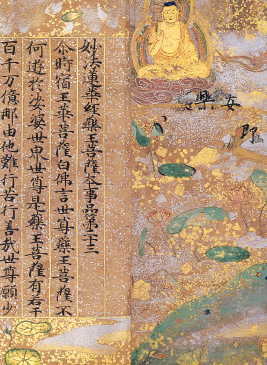 即
女
樂
妙法蓮華経藥王菩薩本事品第二十三
尒時宿王華菩薩白佛言世尊藥王菩薩云
何遊於娑婆世界世尊是藥王菩薩有若干
百千万億那由他難行苦行善哉世尊願少